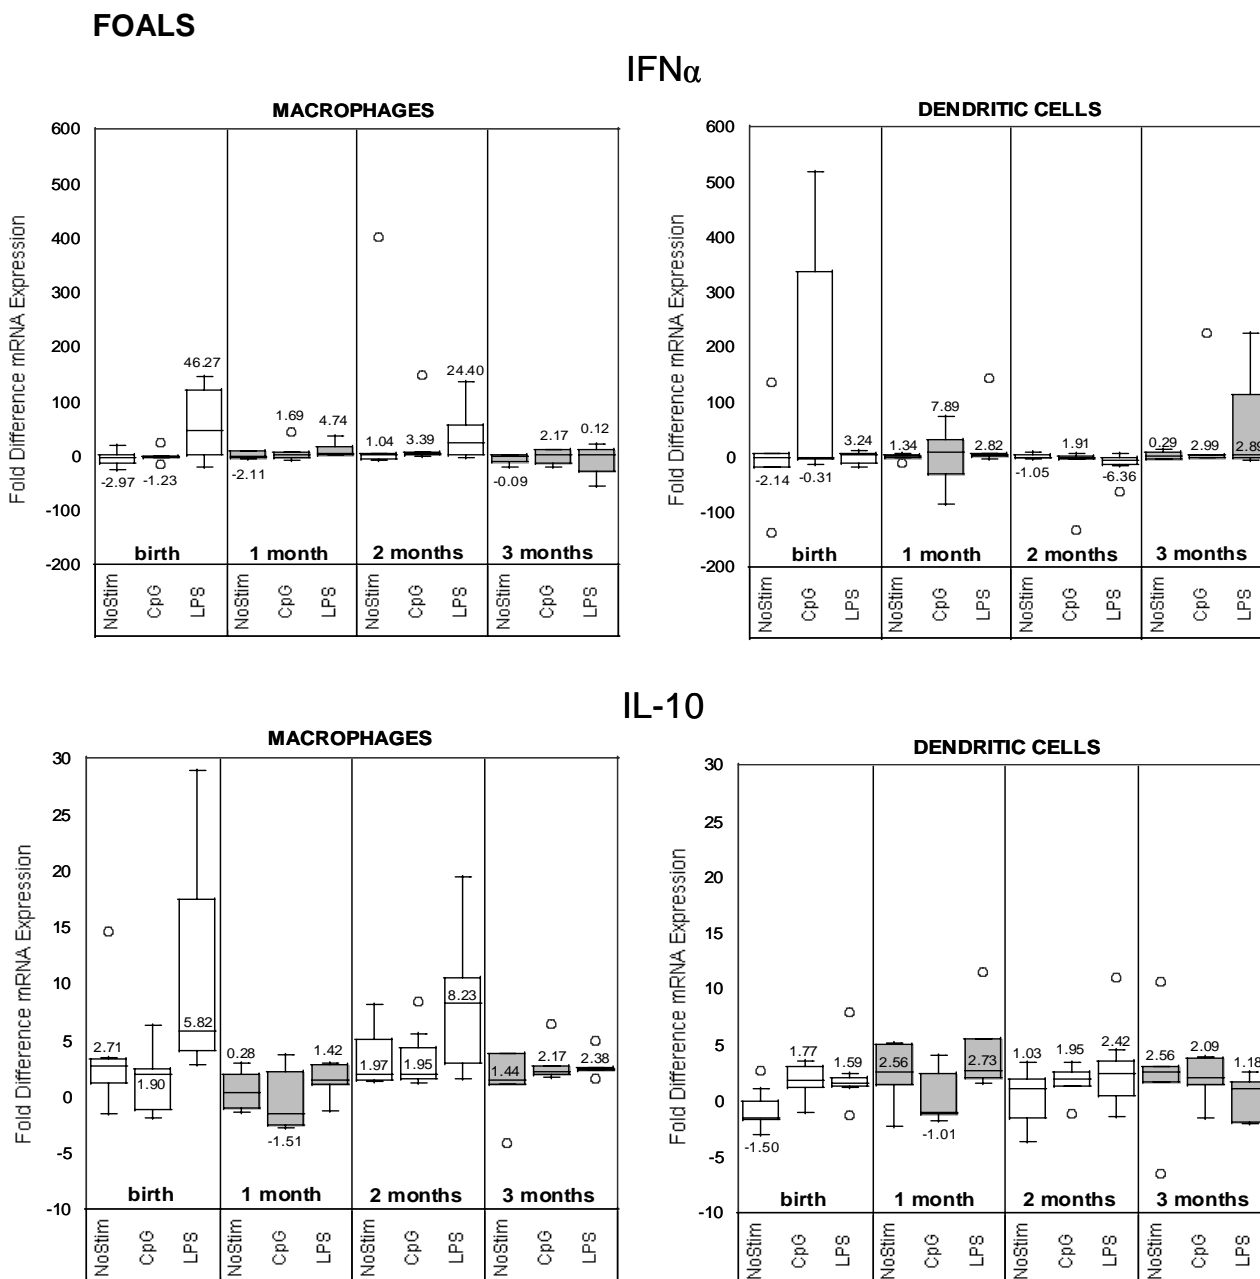 FOALS
IFNα
MACROPHAGES
600
500
400
300
200
100
0
-100
-200
Fold Difference mRNA Expression
-2.97
-1.23
46.27
-2.11
1.69
4.74
1.04
3.39
24.40
-0.09
2.17
0.12
birth
1 month
2 months
3 months
NoStim
CpG
LPS
NoStim
CpG
LPS
NoStim
CpG
LPS
NoStim
CpG
LPS
DENDRITIC CELLS
600
500
400
300
200
100
0
-100
-200
Fold Difference mRNA Expression
-2.14
-0.31
3.24
1.34
7.89
2.82
-1.05
1.91
-6.36
0.29
2.99
2.89
birth
1 month
2 months
3 months
NoStim
CpG
LPS
NoStim
CpG
LPS
NoStim
CpG
LPS
NoStim
CpG
LPS
IL-10
MACROPHAGES
30
25
20
15
10
5
0
-5
-10
Fold Difference mRNA Expression
2.71
1.90
5.82
0.28
-1.51
1.42
1.97
1.95
8.23
1.44
2.17
2.38
birth
1 month
2 months
3 months
NoStim
CpG
LPS
NoStim
CpG
LPS
NoStim
CpG
LPS
NoStim
CpG
LPS
DENDRITIC CELLS
30
25
20
15
10
5
0
-5
-10
Fold Difference mRNA Expression
-1.50
1.77
1.59
2.56
-1.01
2.73
1.03
1.95
2.42
2.56
2.09
1.18
birth
1 month
2 months
3 months
NoStim
CpG
LPS
NoStim
CpG
LPS
NoStim
CpG
LPS
NoStim
CpG
LPS